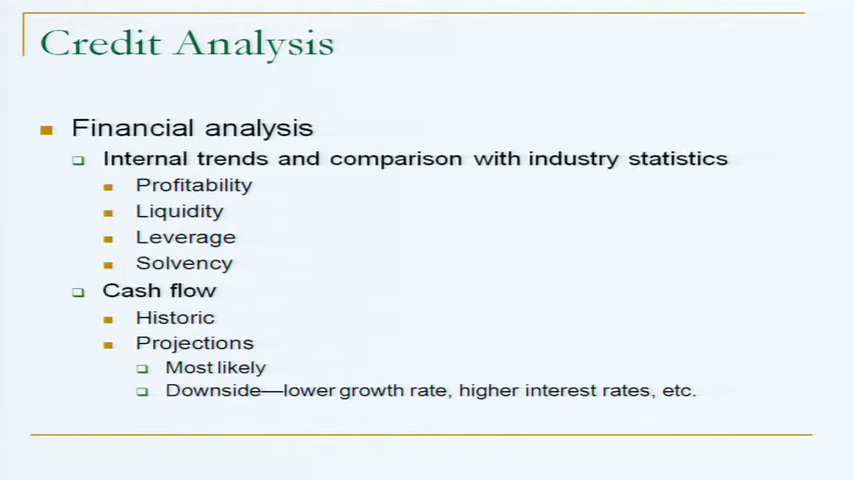 Credit Analysis
Financial analysis
Internal trends and comparison with industry statistics
Profitability
Liquidity
Leverage
Solvency
Cash flow
Historic
Projections
Most likely
Downside—lower growth rate, higher interest rates, etc.